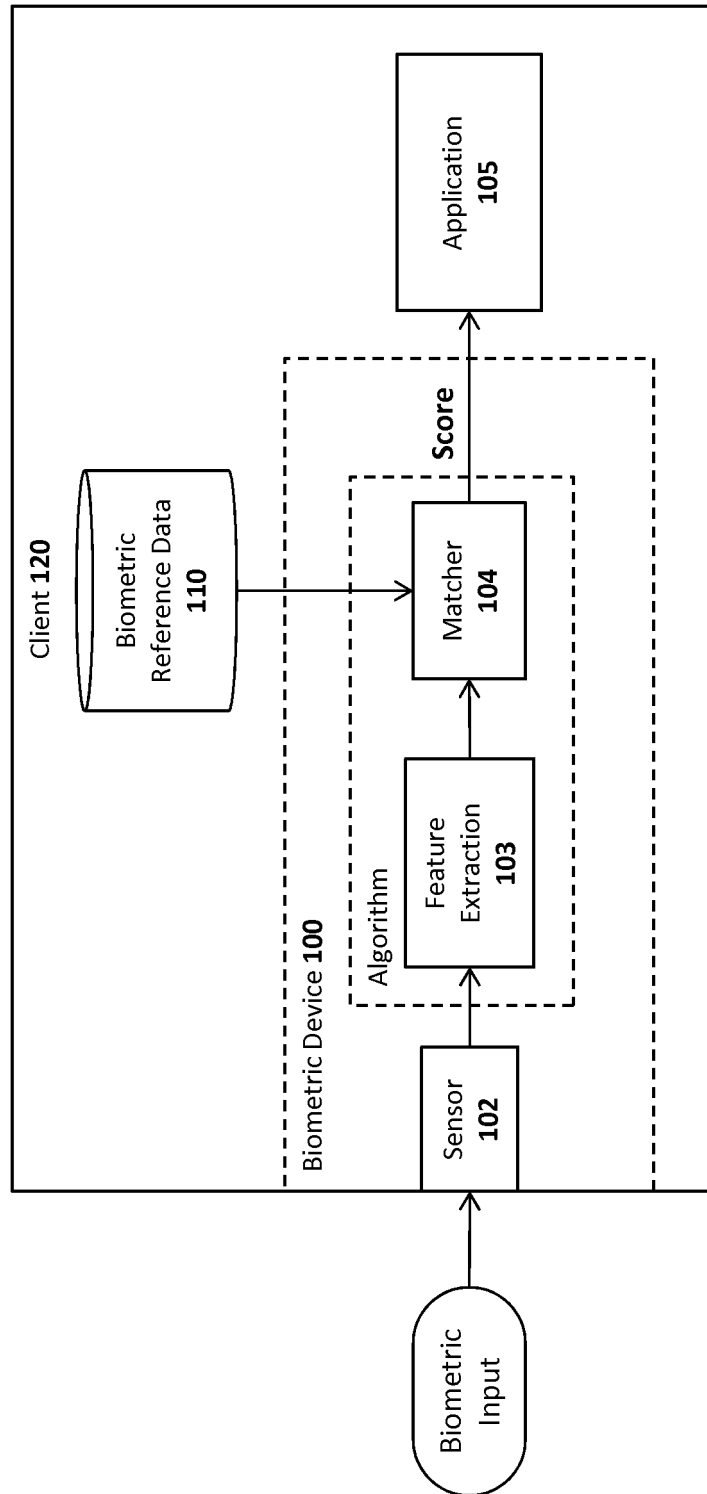 Client 120
Biometric
Reference Data
110
Biometric Device 100
Algorithm
Biometric
Input
Sensor
102
Feature
Extraction
103
Matcher
104
Score
Application
105